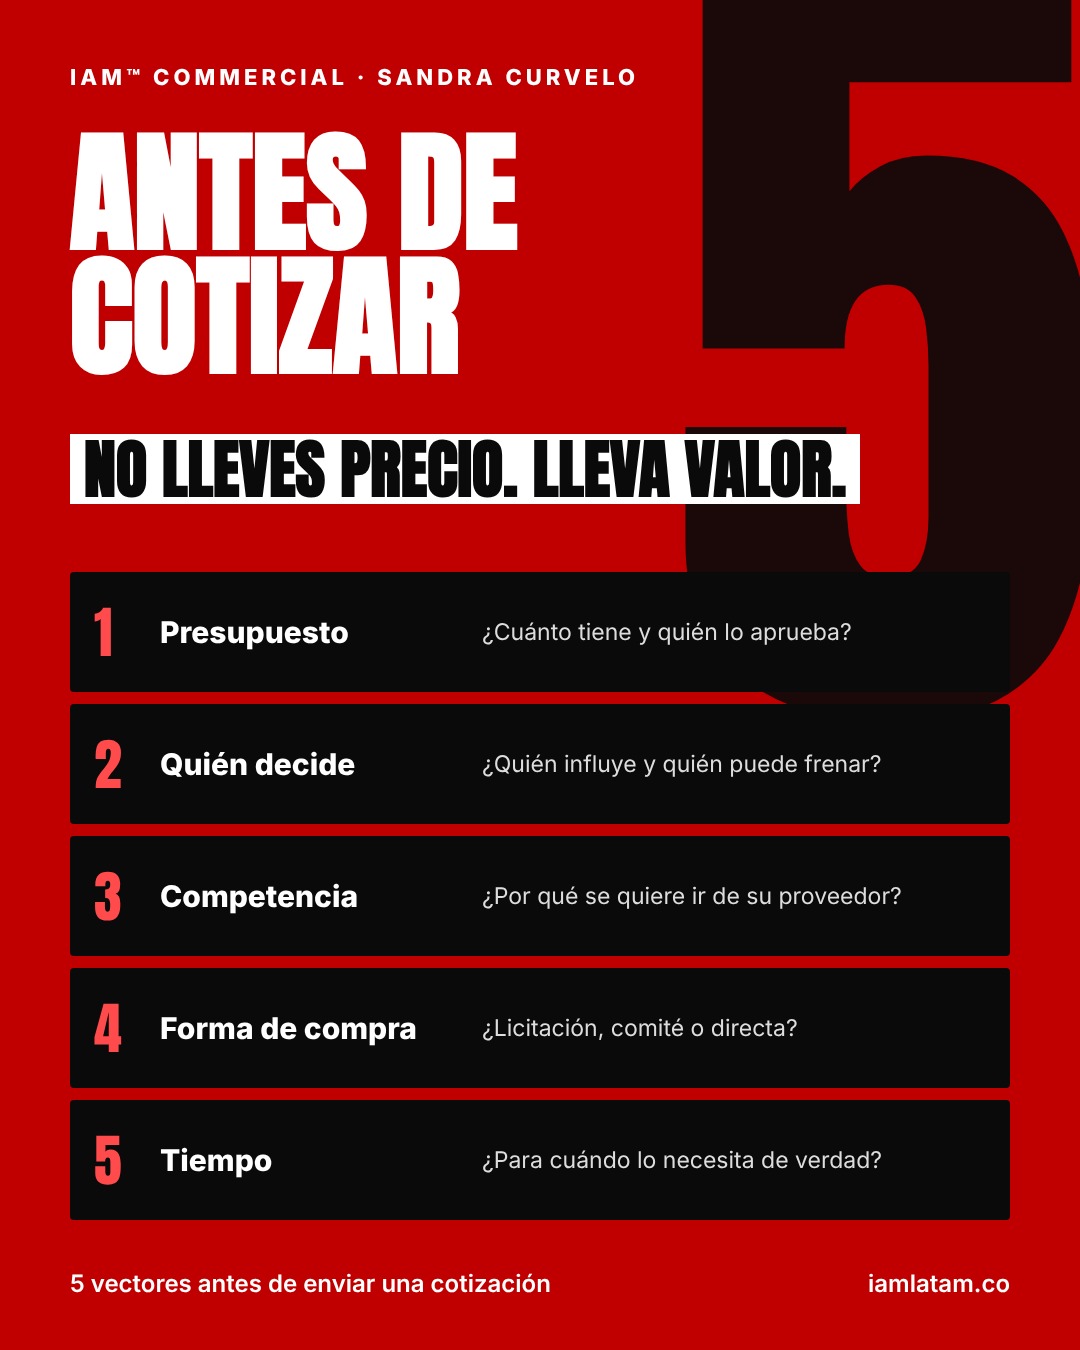 IAM™ COMMERCIAL · SANDRA CURVELO
5
ANTES DE
COTIZAR
NO LLEVES PRECIO. LLEVA VALOR.
1 Presupuesto ¿Cuánto tiene y quién lo aprueba?
2 Quién decide ¿Quién influye y quién puede frenar?
3 Competencia ¿Por qué se quiere ir de su proveedor?
4 Forma de compra ¿Licitación, comité o directa?
5 Tiempo ¿Para cuándo lo necesita de verdad?
5 vectores antes de enviar una cotización iamlatam.co